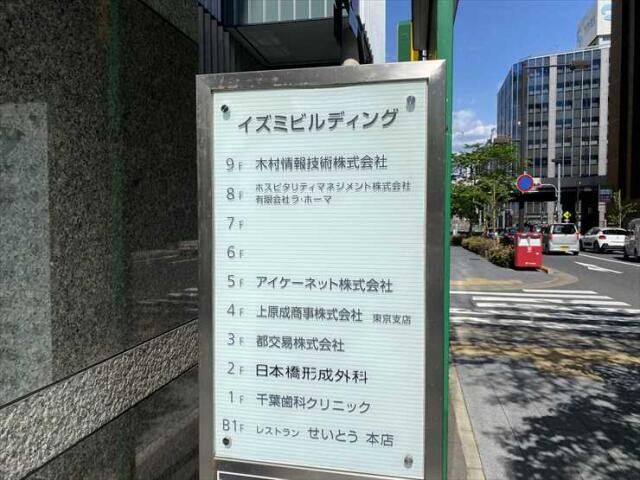 イズミビルディング
9F 木村情報技術株式会社
8F ホスピタリティマネジメント株式会社
有限会社ラ・ホーマ
7F
6F
5F アイケーネット株式会社
4F 上原成商事株式会社 東京支店
3F 都交易株式会社
2F 日本橋形成外科
1F 千葉歯科クリニック
B1F レストラン せいとう 本店